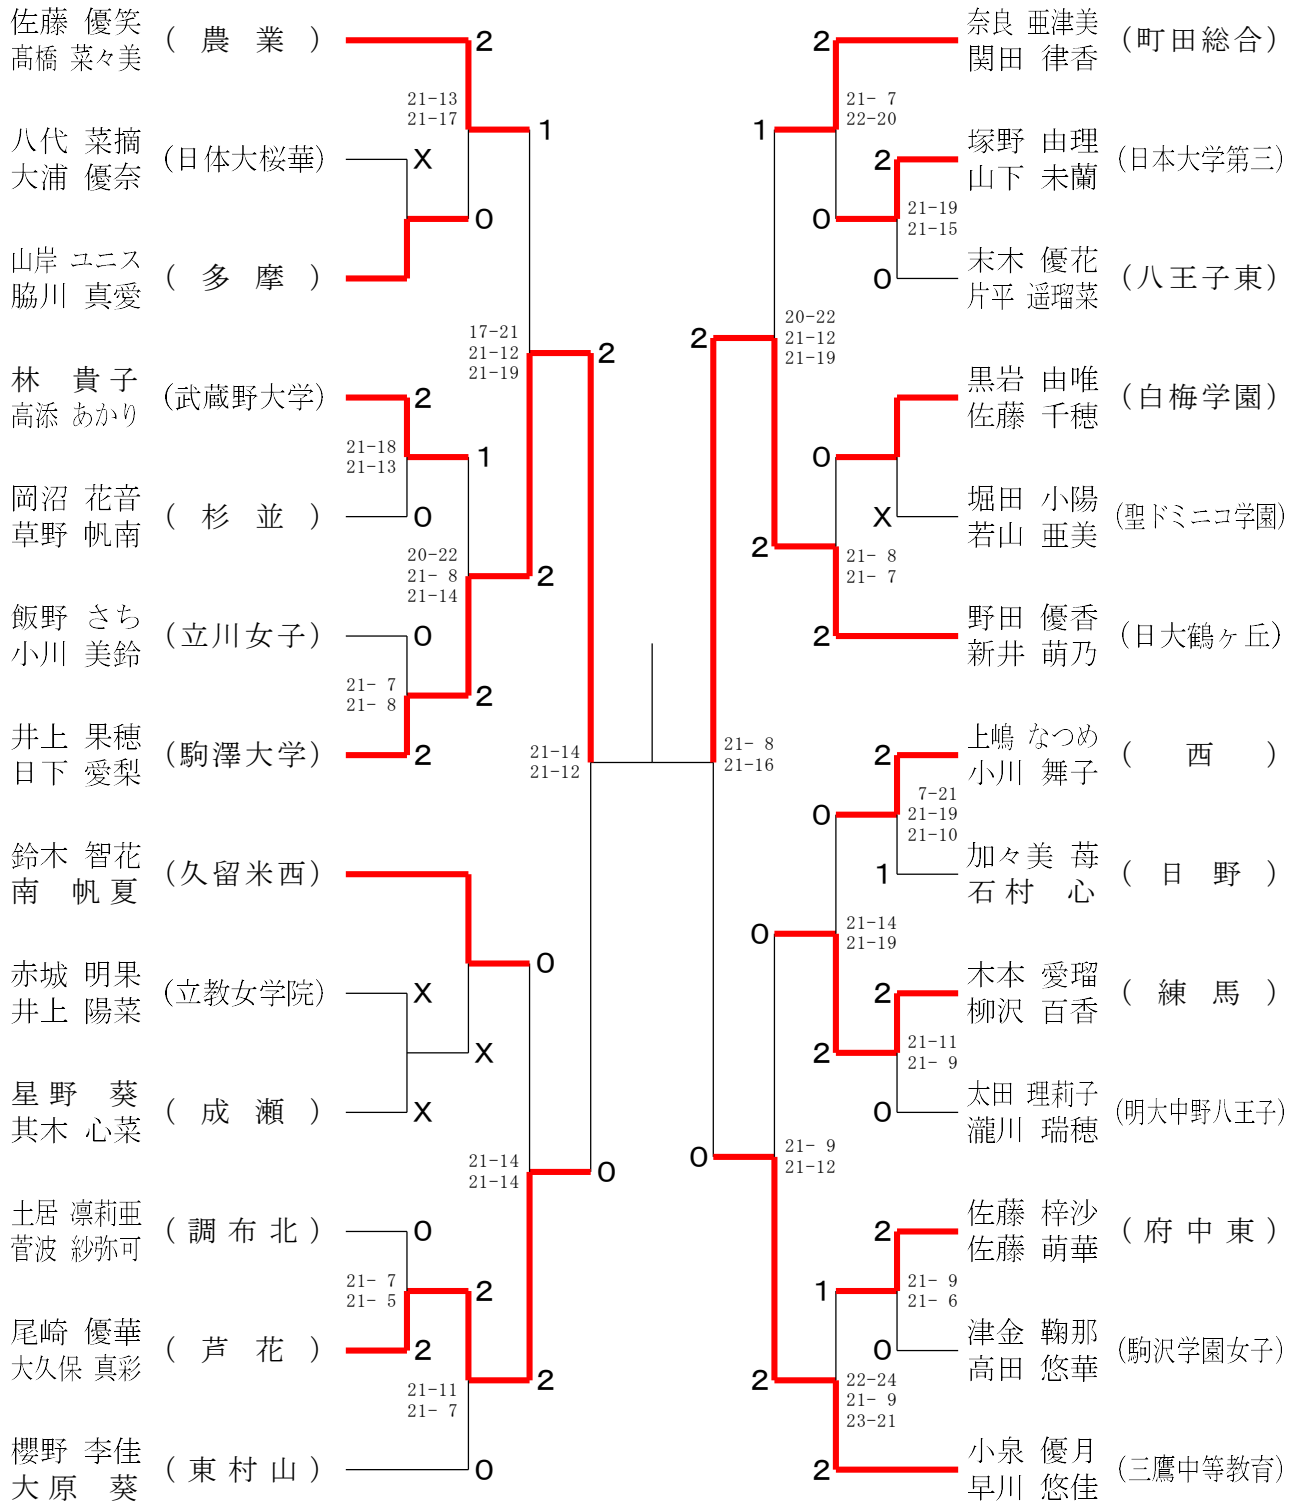 佐藤 優笑
髙橋 菜々美
( 農 業 )
2
21-13
21-17
1
八代 菜摘
大浦 優奈
(日体大桜華)
X
0
山岸 ユニス
脇川 真愛
( 多 摩 )
17-21
21-12
21-19
2
林 貴子
高添 あかり
(武蔵野大学)
2
21-18
21-13
1
岡沼 花音
草野 帆南
( 杉 並 )
0
20-22
21- 8
21-14
2
飯野 さち
小川 美鈴
(立川女子)
0
21- 7
21- 8
2
井上 果穂
日下 愛梨
(駒澤大学)
2
21-14
21-12
鈴木 智花
南 帆夏
(久留米西)
0
赤城 明果
井上 陽菜
(立教女学院)
X
X
星野 葵
其木 心菜
( 成 瀬 )
X
21-14
21-14
0
土居 凛莉亜
菅波 紗弥可
( 調 布 北 )
0
21- 7
21- 5
2
尾崎 優華
大久保 真彩
( 芦 花 )
2
2
21-11
21- 7
櫻野 李佳
大原 葵
( 東 村 山 )
0
奈良 亜津美
関田 律香
(町田総合)
2
21- 7
22-20
1
塚野 由理
山下 未蘭
(日本大学第三)
2
21-19
21-15
0
末木 優花
片平 遥瑠菜
(八王子東)
0
20-22
21-12
21-19
2
黒岩 由唯
佐藤 千穂
(白梅学園)
0
堀田 小陽
若山 亜美
(聖ドミニコ学園)
X
2
21- 8
21- 7
野田 優香
新井 萌乃
(日大鶴ヶ丘)
2
21- 8
21-16
上嶋 なつめ
小川 舞子
( 西 )
2
7-21
21-19
21-10
0
加々美 苺
石村 心
( 日 野 )
1
21-14
21-19
0
木本 愛瑠
柳沢 百香
( 練 馬 )
2
21-11
21- 9
2
太田 理莉子
瀧川 瑞穂
(明大中野八王子)
0
21- 9
21-12
0
佐藤 梓沙
佐藤 萌華
( 府 中 東 )
2
21- 9
21- 6
1
津金 鞠那
高田 悠華
(駒沢学園女子)
0
2
22-24
21- 9
23-21
小泉 優月
早川 悠佳
(三鷹中等教育)
2